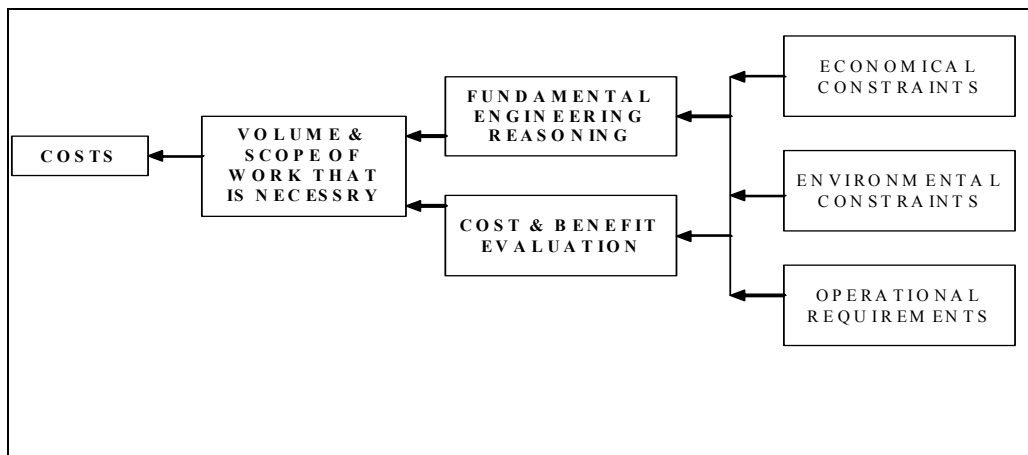 COSTS
VOLUME &
SCOPE OF
WORK THAT
IS NECESSRY
FUNDAMENTAL
ENGINEERING
REASONING
COST & BENEFIT
EVALUATION
ECONOMICAL
CONSTRAINTS
ENVIRONMENTAL
CONSTRAINTS
OPERATIONAL
REQUIREMENTS